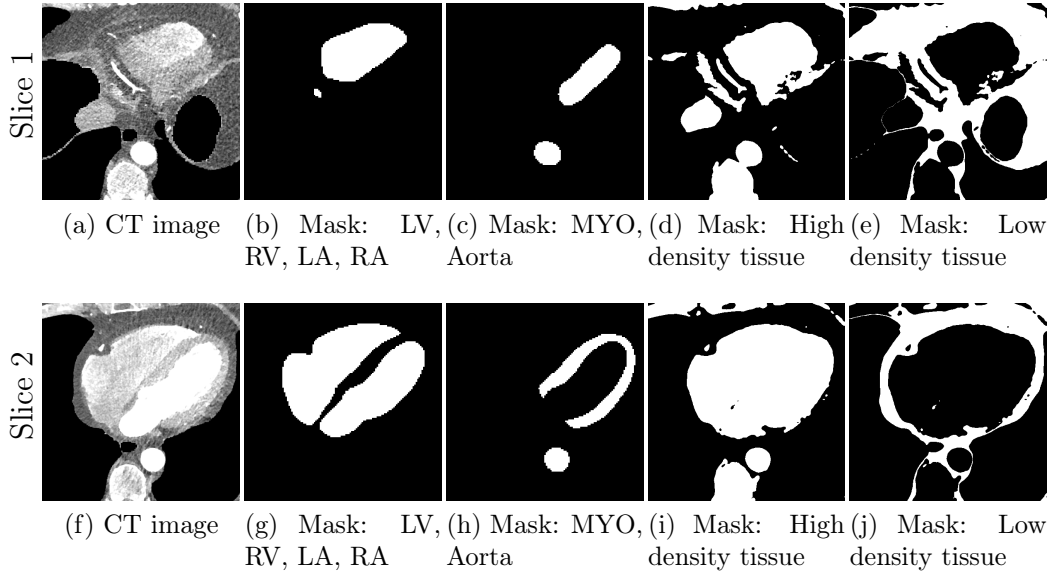 Slice 1
(a) CT image
(b) Mask: LV,
RV, LA, RA
(c) Mask: MYO,
Aorta
(d) Mask: High
density tissue
(e) Mask: Low
density tissue
Slice 2
(f) CT image
(g) Mask: LV,
RV, LA, RA
(h) Mask: MYO,
Aorta
(i) Mask: High
density tissue
(j) Mask: Low
density tissue